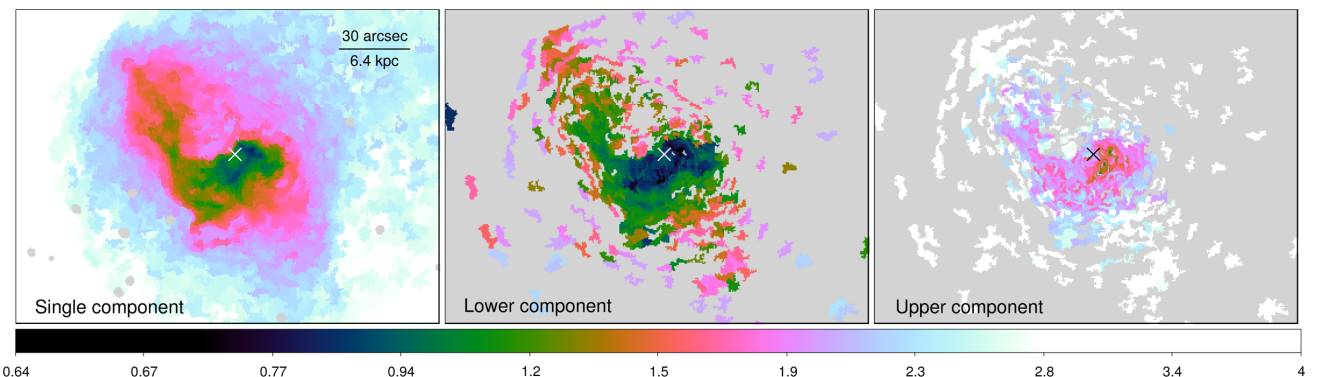 30 arcsec
6.4 kpc
Single component
Lower component
Upper component
0.64 0.67 0.77 0.94 1.2 1.5 1.9 2.3 2.8 3.4 4